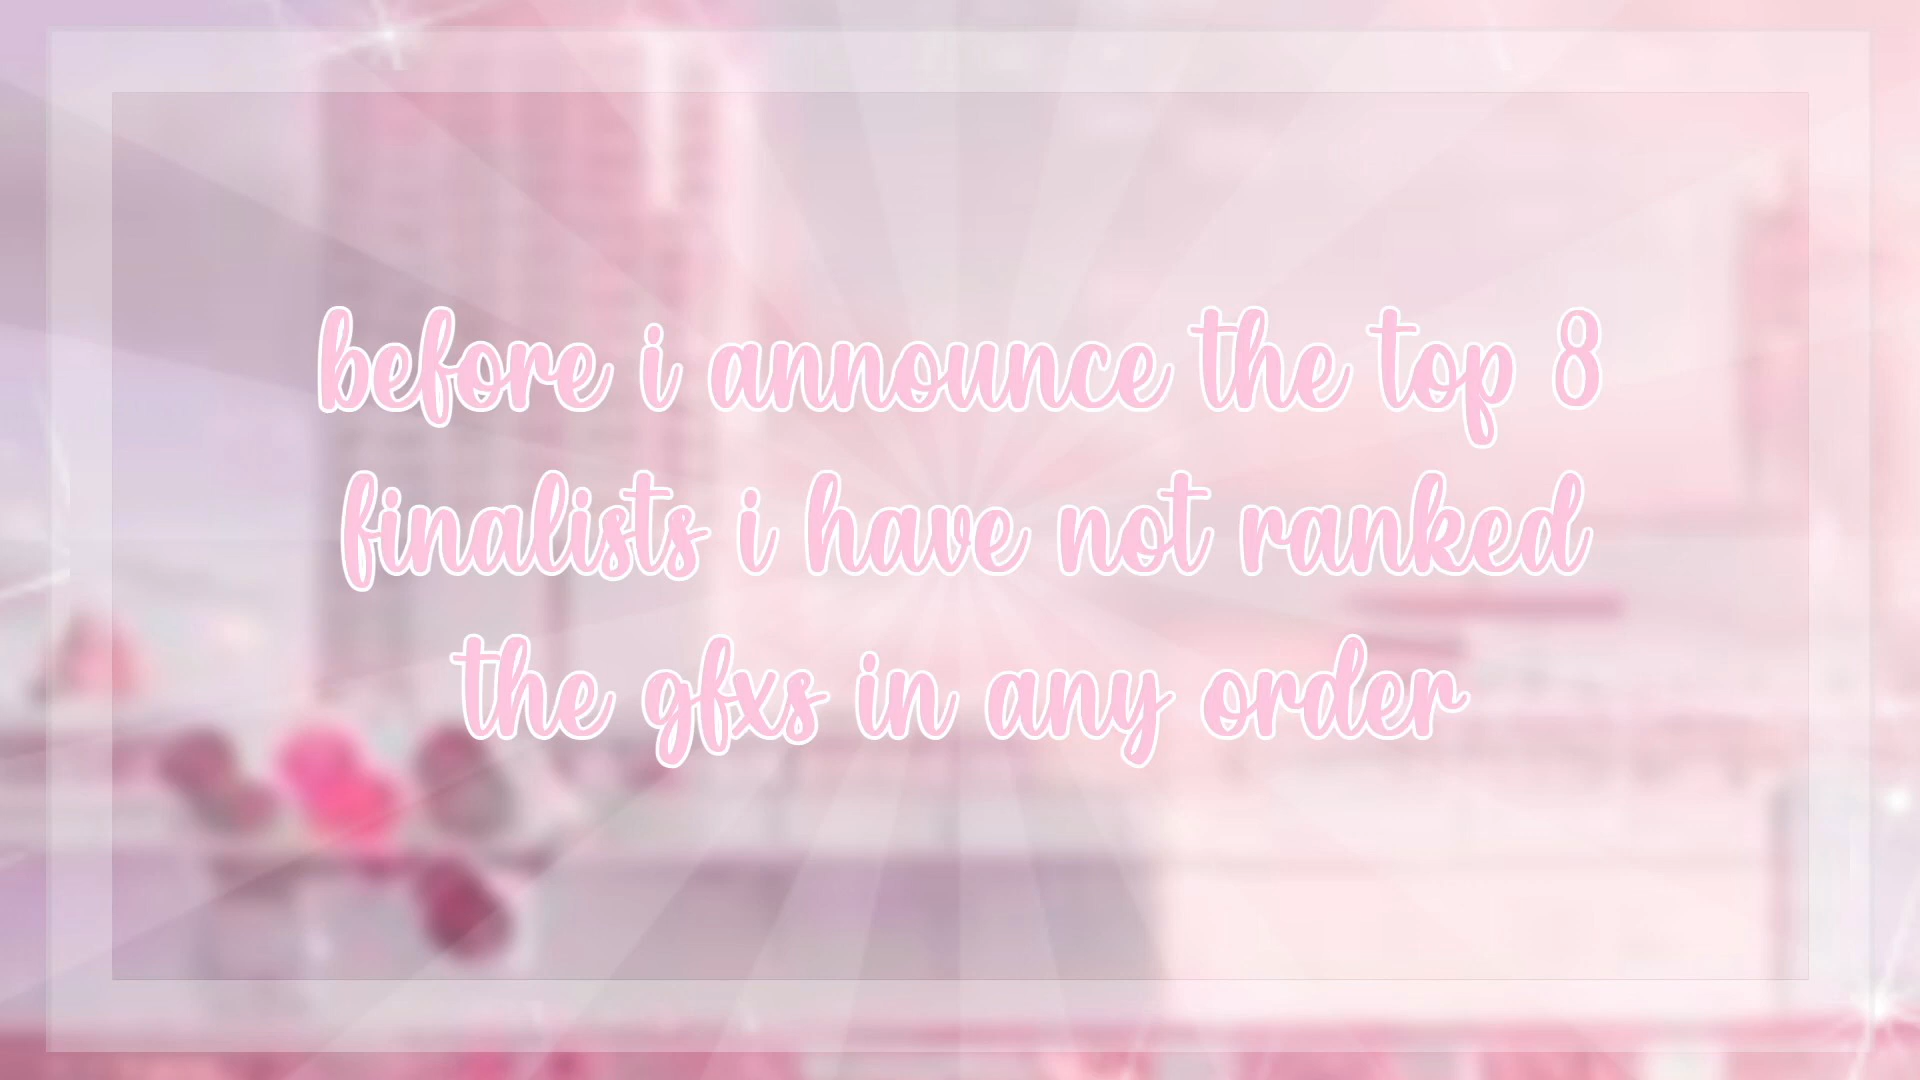 before i announce the top 8
finalists i have not ranked
the gfxs in any order